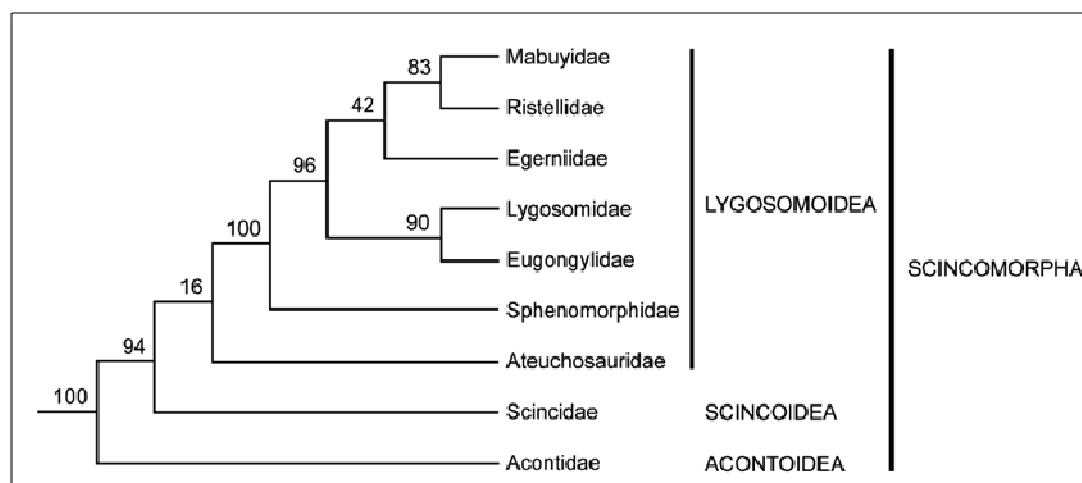 Mabuyidae
83
Ristellidae
42
Egerniidae
96
Lygosomidae
LYGOSOMOIDEA
90
100
Eugongylidae
SCINCOMORPHA
16
Sphenomorphidae
94
Ateuchosauridae
100
Scincidae
SCINCOIDEA
Acontidae
ACONTOIDEA